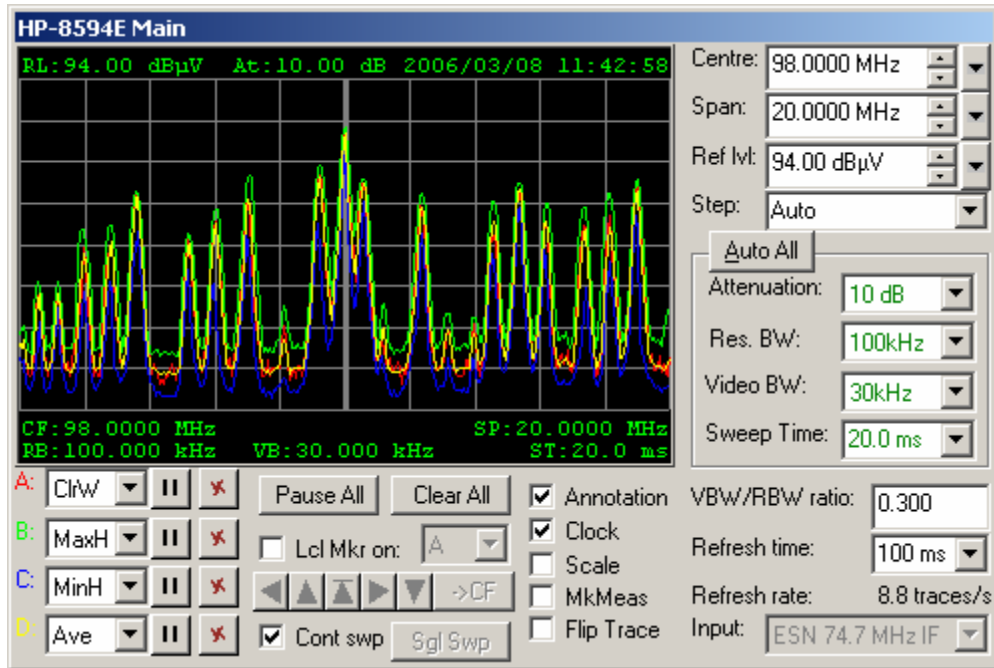 HP-8594E Main
RL:94.00 dBµV At:10.00 dB 2006/03/08 11:42:58
CF:98.0000 MHz SP:20.0000 MHz
RB:100.000 kHz VB:30.000 kHz ST:20.0 ms
Centre: 98.0000 MHz
Span: 20.0000 MHz
Ref lvl: 94.00 dBµV
Step: Auto
Auto All
Attenuation: 10 dB
Res. BW: 100kHz
Video BW: 30kHz
Sweep Time: 20.0 ms
A: ClrW
B: MaxH
C: MinH
D: Ave
Pause All Clear All
Lcl Mkr on: A
->CF
Cont swp Sgl Swp
Annotation
Clock
Scale
MkMeas
Flip Trace
VBW/RBW ratio: 0.300
Refresh time: 100 ms
Refresh rate: 8.8 traces/s
Input: ESN 74.7 MHz IF